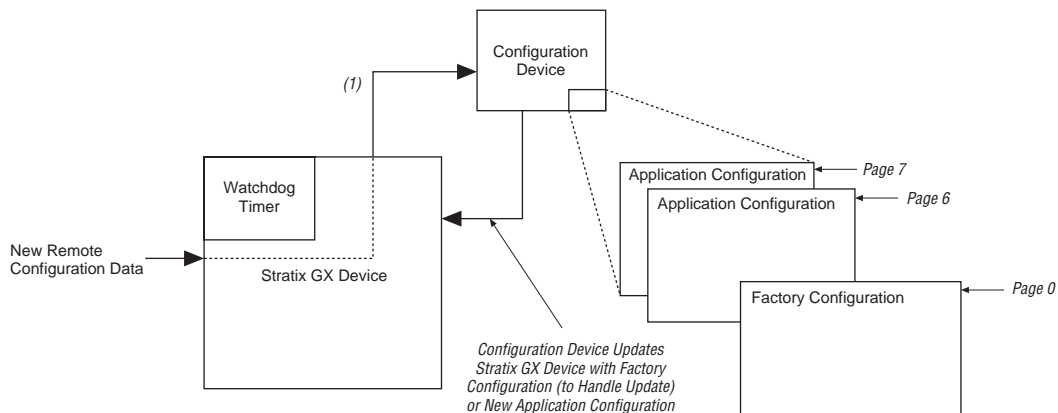 Configuration
Device
(1)
Application Configuration
Page 7
Watchdog
Timer
Application Configuration
Page 6
New Remote
Configuration Data
Stratix GX Device
Factory Configuration
Page 0
Configuration Device Updates
Stratix GX Device with Factory
Configuration (to Handle Update)
or New Application Configuration